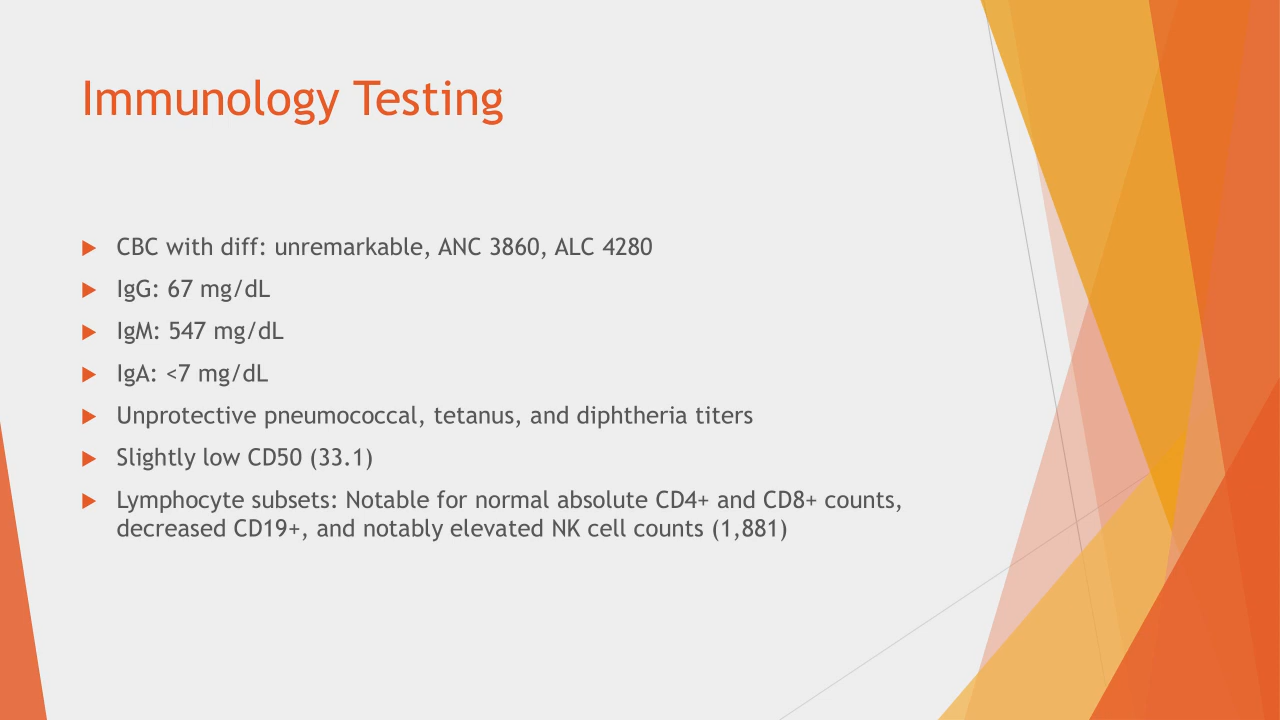 Immunology Testing
CBC with diff: unremarkable, ANC 3860, ALC 4280
IgG: 67 mg/dL
IgM: 547 mg/dL
IgA: <7 mg/dL
Unprotective pneumococcal, tetanus, and diphtheria titers
Slightly low CD50 (33.1)
Lymphocyte subsets: Notable for normal absolute CD4+ and CD8+ counts,
decreased CD19+, and notably elevated NK cell counts (1,881)